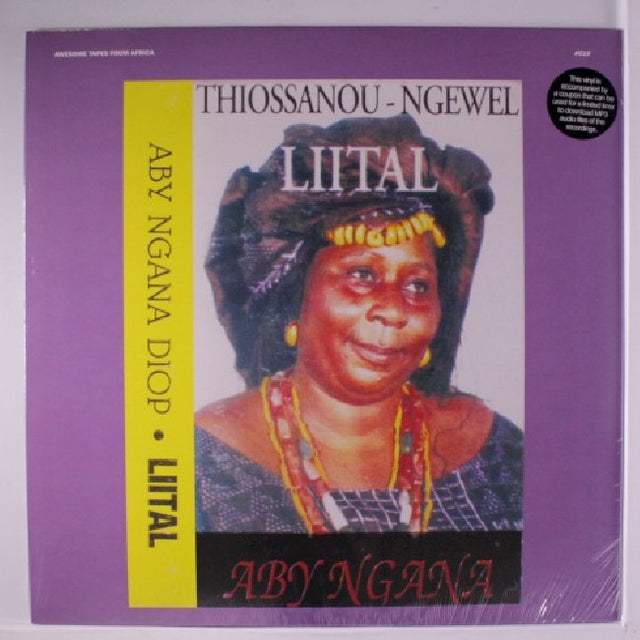 AWESOME TAPES FROM AFRICA
This vinyl is
accompanied by
a coupon that can be
used for a limited time
to download MP3
audio files of the
recordings.
THIOSSANOU - NGEWEL
LIITAL
ABY NGANA DIOP • LIITAL
ABY NGANA